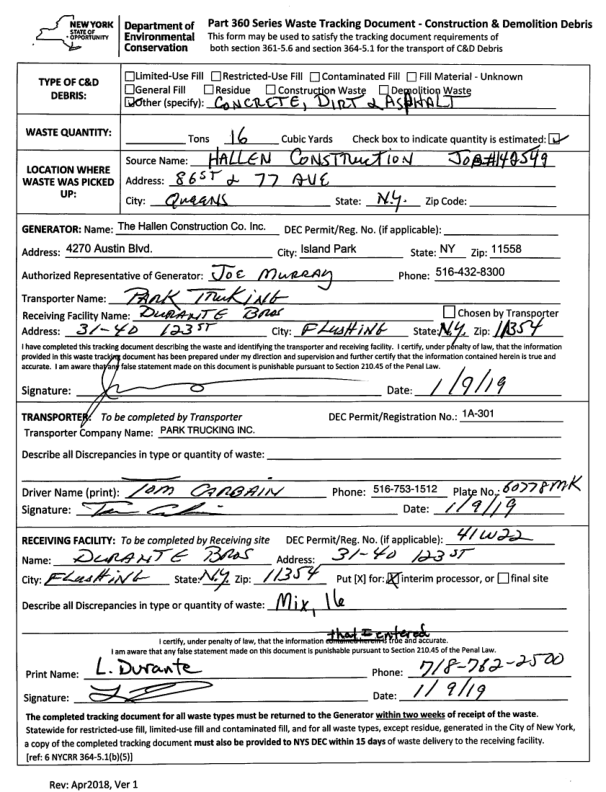 NEW YORK STATE OF OPPORTUNITY
Department of Environmental Conservation
Part 360 Series Waste Tracking Document - Construction & Demolition Debris
This form may be used to satisfy the tracking document requirements of
both section 361-5.6 and section 364-5.1 for the transport of C&D Debris
TYPE OF C&D DEBRIS:
Limited-Use Fill Restricted-Use Fill Contaminated Fill Fill Material - Unknown
General Fill Residue Construction Waste Demolition Waste
Other (specify): CONCRETE, DIRT & ASPHALT
WASTE QUANTITY: Tons 16 Cubic Yards Check box to indicate quantity is estimated:
LOCATION WHERE WASTE WAS PICKED UP:
Source Name: HALLEN CONSTRUCTION JOB#148549
Address: 86ST & 77 AVE
City: QUEENS State: N.Y. Zip Code:
GENERATOR: Name: The Hallen Construction Co. Inc. DEC Permit/Reg. No. (if applicable):
Address: 4270 Austin Blvd. City: Island Park State: NY Zip: 11558
Authorized Representative of Generator: JOE MURRAY Phone: 516-432-8300
Transporter Name: PARK TRUCKING
Receiving Facility Name: DURANTE BROS Chosen by Transporter
Address: 31-40 123 ST City: FLUSHING State: N.Y. Zip: 11354
I have completed this tracking document describing the waste and identifying the transporter and receiving facility. I certify, under penalty of law, that the information
provided in this waste tracking document has been prepared under my direction and supervision and further certify that the information contained herein is true and
accurate. I am aware that any false statement made on this document is punishable pursuant to Section 210.45 of the Penal Law.
Signature: Date: 1/9/19
TRANSPORTER: To be completed by Transporter DEC Permit/Registration No.: 1A-301
Transporter Company Name: PARK TRUCKING INC.
Describe all Discrepancies in type or quantity of waste:
Driver Name (print): TOM CARBAIN Phone: 516-753-1512 Plate No.: 60778MK
Signature: Date: 1/9/19
RECEIVING FACILITY: To be completed by Receiving site DEC Permit/Reg. No. (if applicable): 41W22
Name: DURANTE BROS Address: 31-40 123 ST
City: FLUSHING State: N.Y. Zip: 11354 Put [X] for: X interim processor, or final site
Describe all Discrepancies in type or quantity of waste: Mix, 16
that I entered
I certify, under penalty of law, that the information contained herein is true and accurate.
I am aware that any false statement made on this document is punishable pursuant to Section 210.45 of the Penal Law.
Print Name: L. Durante Phone: 718-762-2500
Signature: Date: 1/9/19
The completed tracking document for all waste types must be returned to the Generator within two weeks of receipt of the waste.
Statewide for restricted-use fill, limited-use fill and contaminated fill, and for all waste types, except residue, generated in the City of New York,
a copy of the completed tracking document must also be provided to NYS DEC within 15 days of waste delivery to the receiving facility.
[ref: 6 NYCRR 364-5.1(b)(5)]
Rev: Apr2018, Ver 1